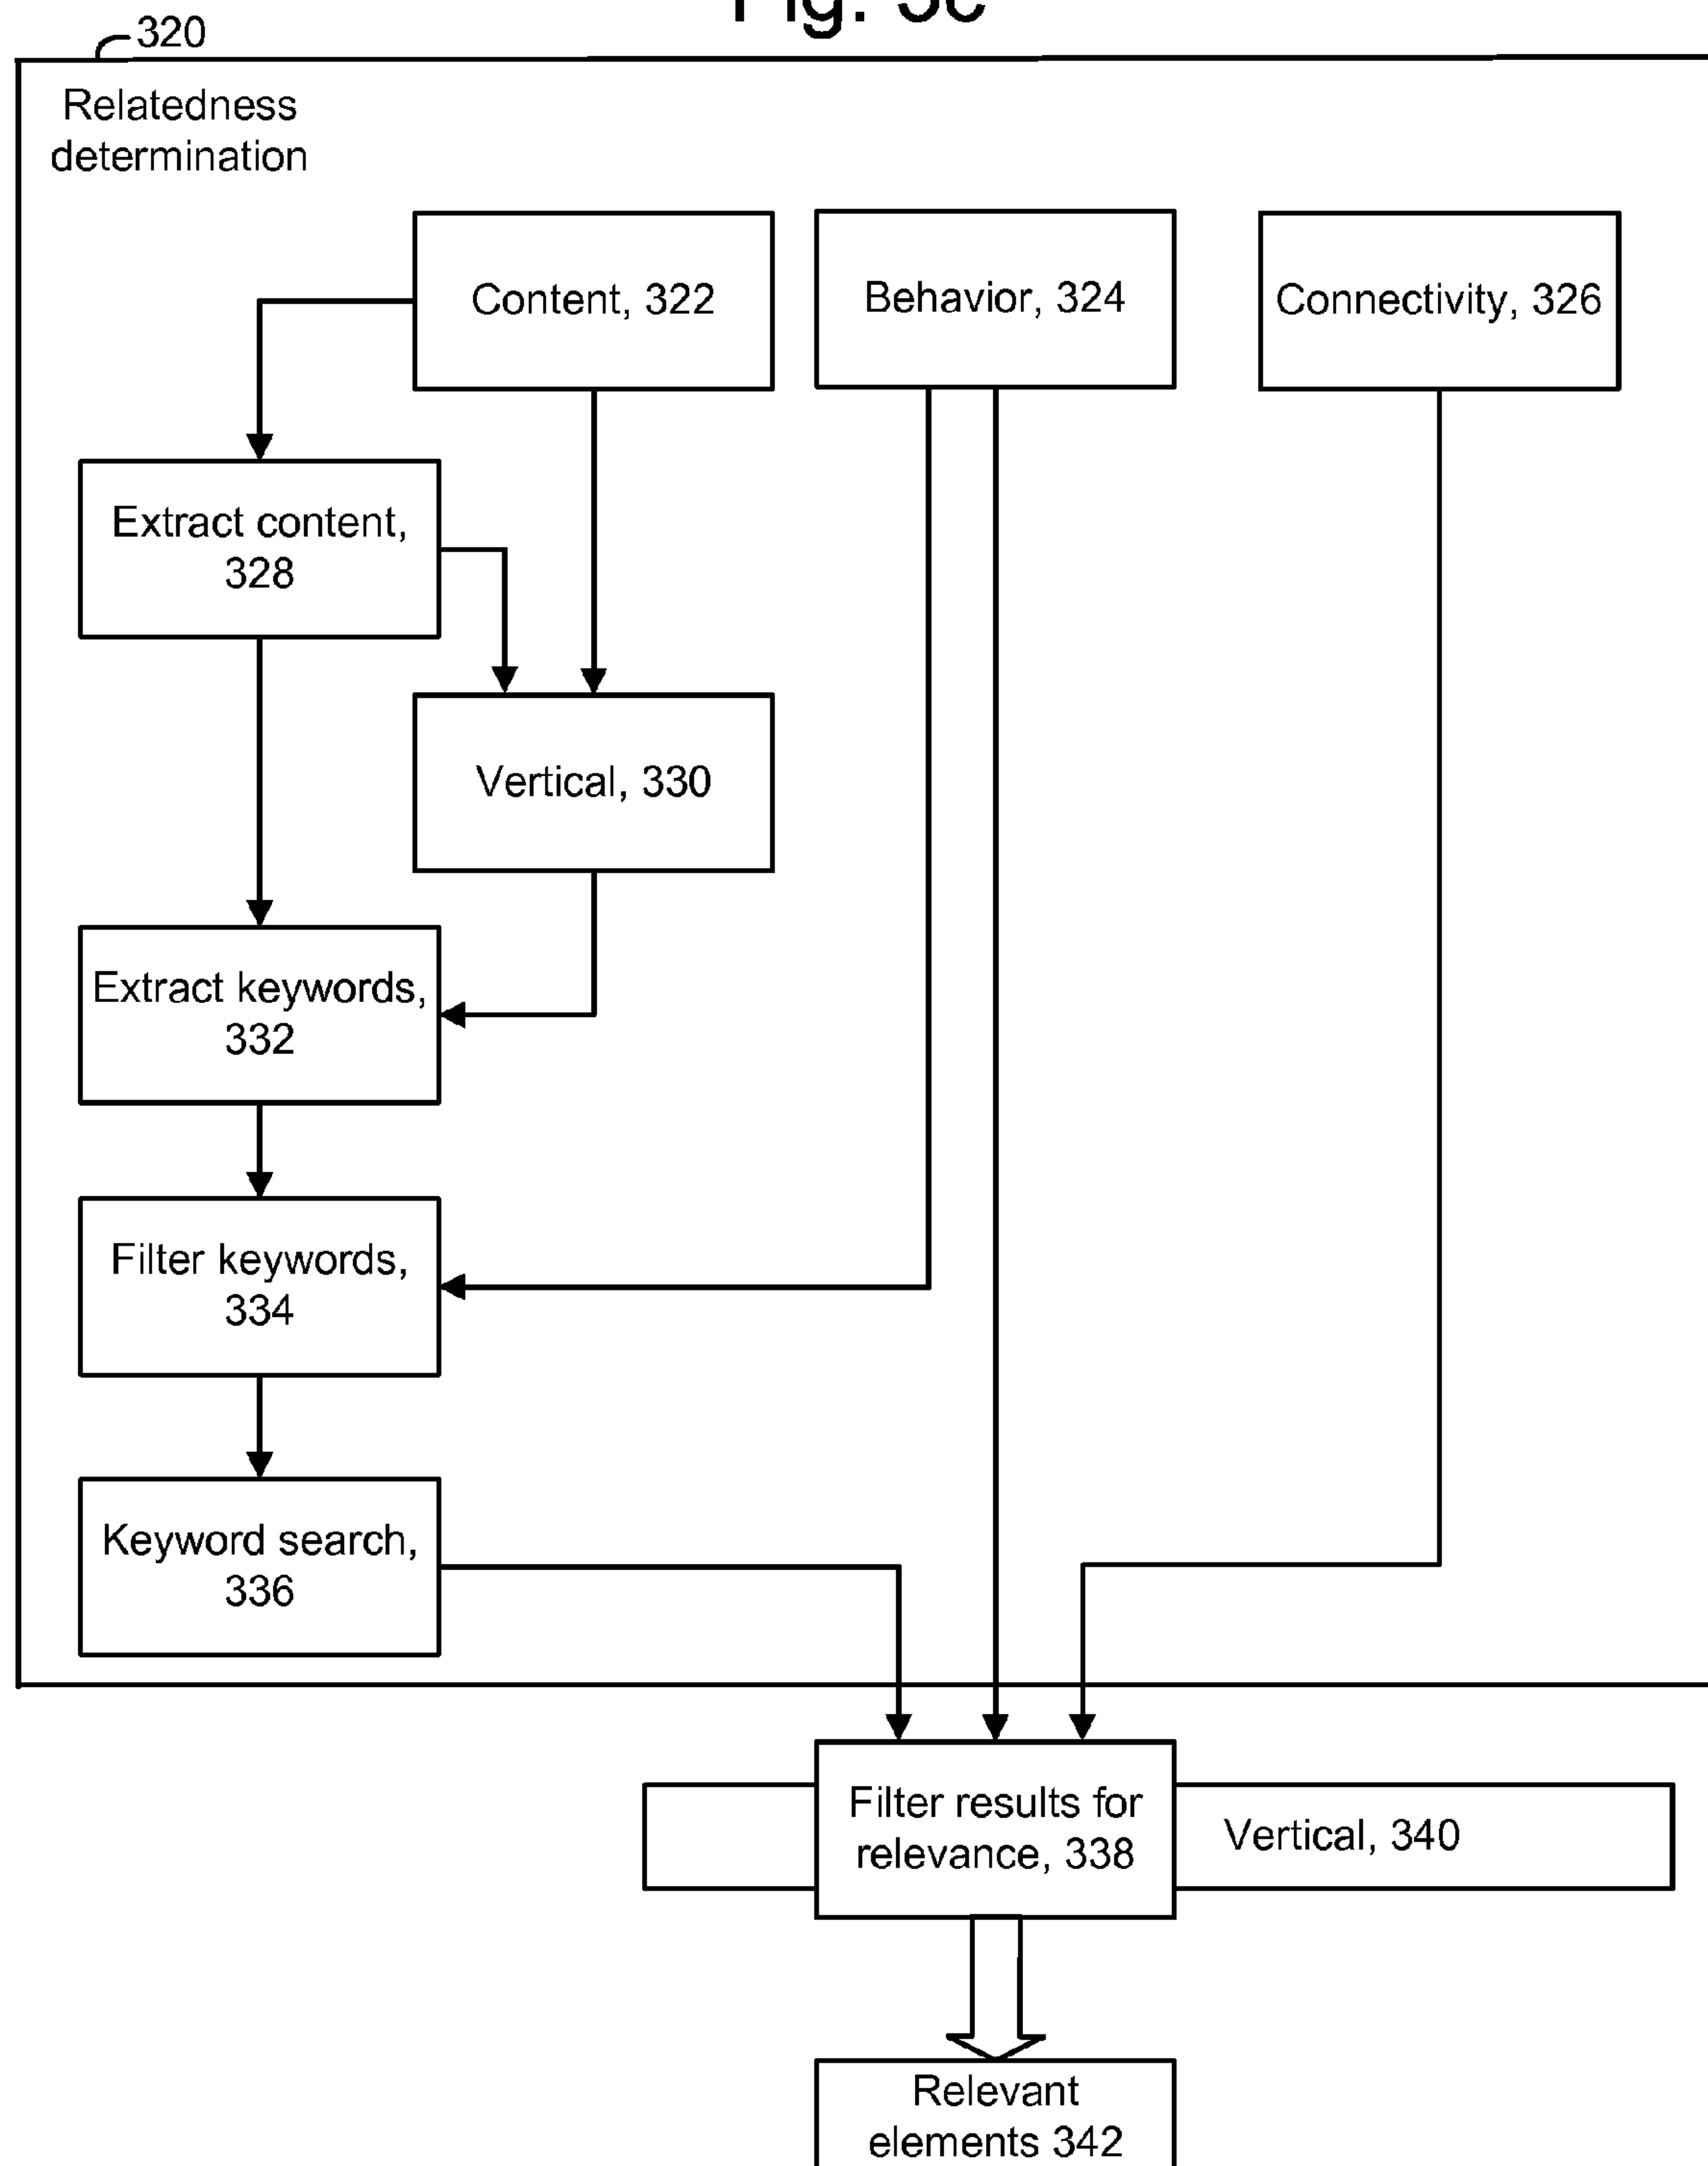 320
Relatedness
determination
Content, 322
Behavior, 324
Connectivity, 326
Extract content,
328
Vertical, 330
Extract keywords,
332
Filter keywords,
334
Keyword search,
336
Filter results for
relevance, 338
Vertical, 340
Relevant
elements 342